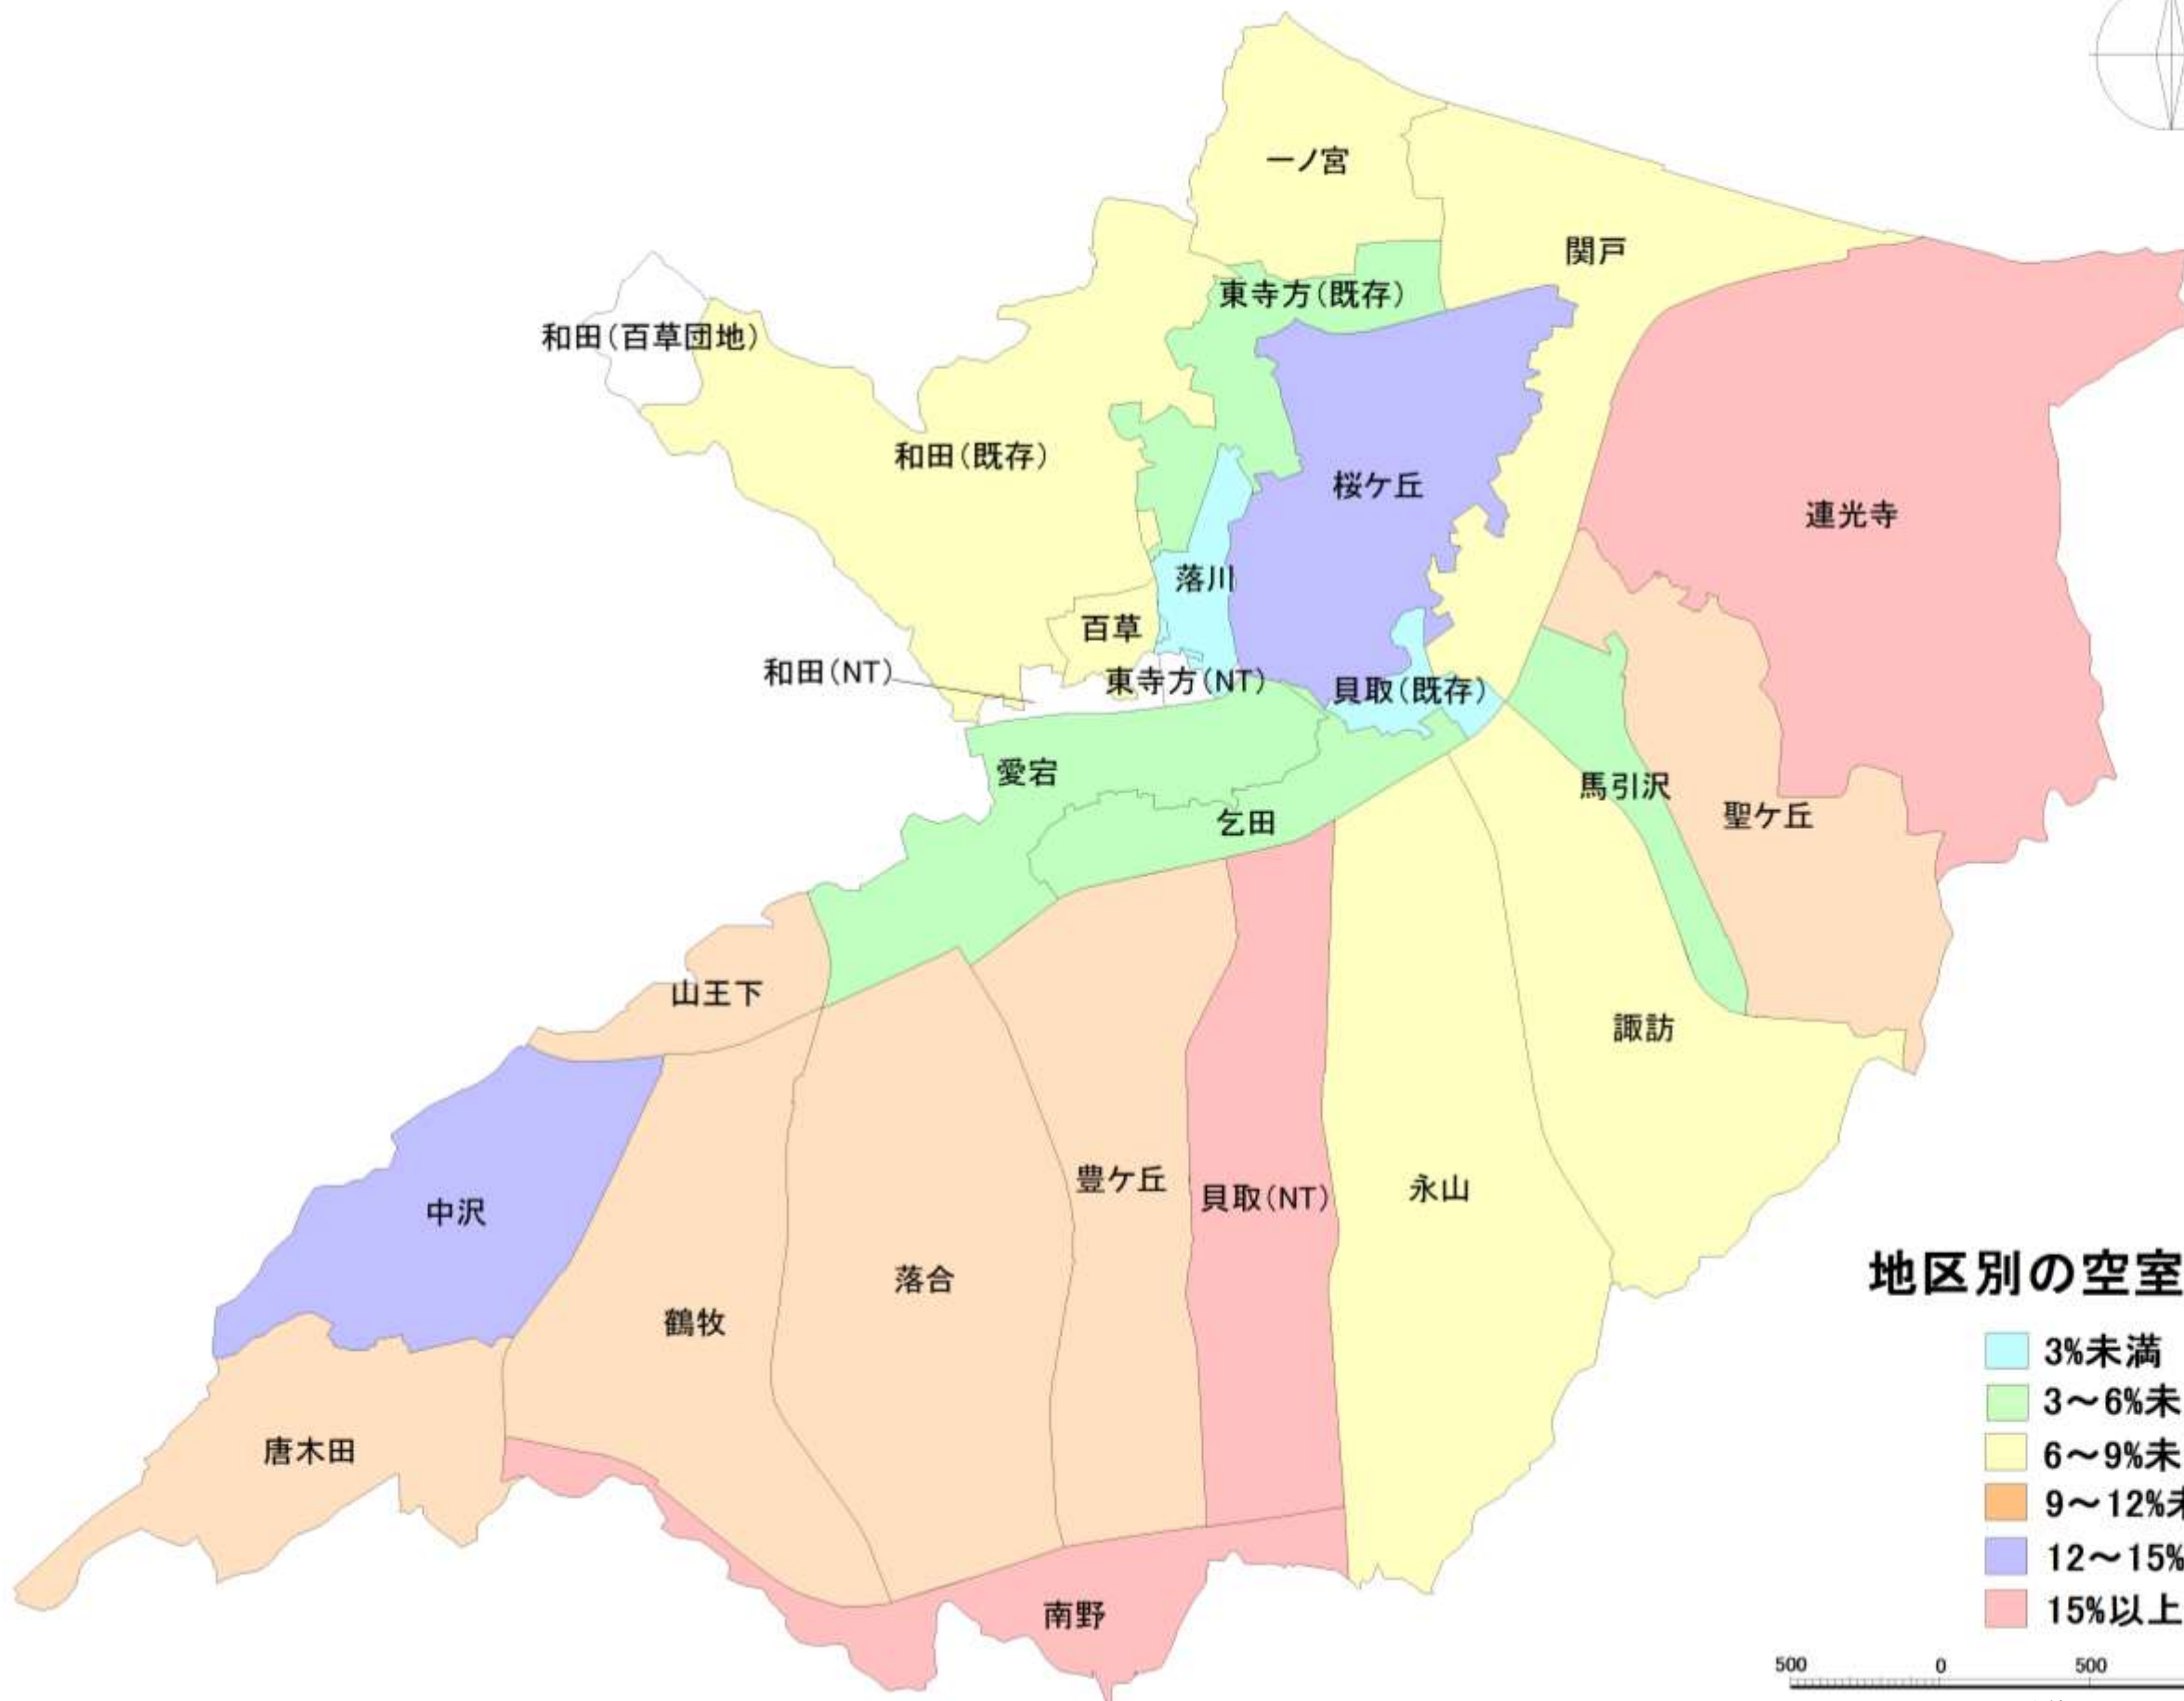 一ノ宮
関戸
東寺方(既存)
和田(百草団地)
和田(既存)
桜ケ丘
連光寺
落川
百草
和田(NT)
東寺方(NT)
貝取(既存)
愛宕
馬引沢
乞田
聖ケ丘
山王下
諏訪
豊ケ丘
貝取(NT)
永山
中沢
落合
鶴牧
唐木田
南野
地区別の空室
3%未満
3～6%未
6～9%未
9～12%未
12～15%
15%以上
500 0 500